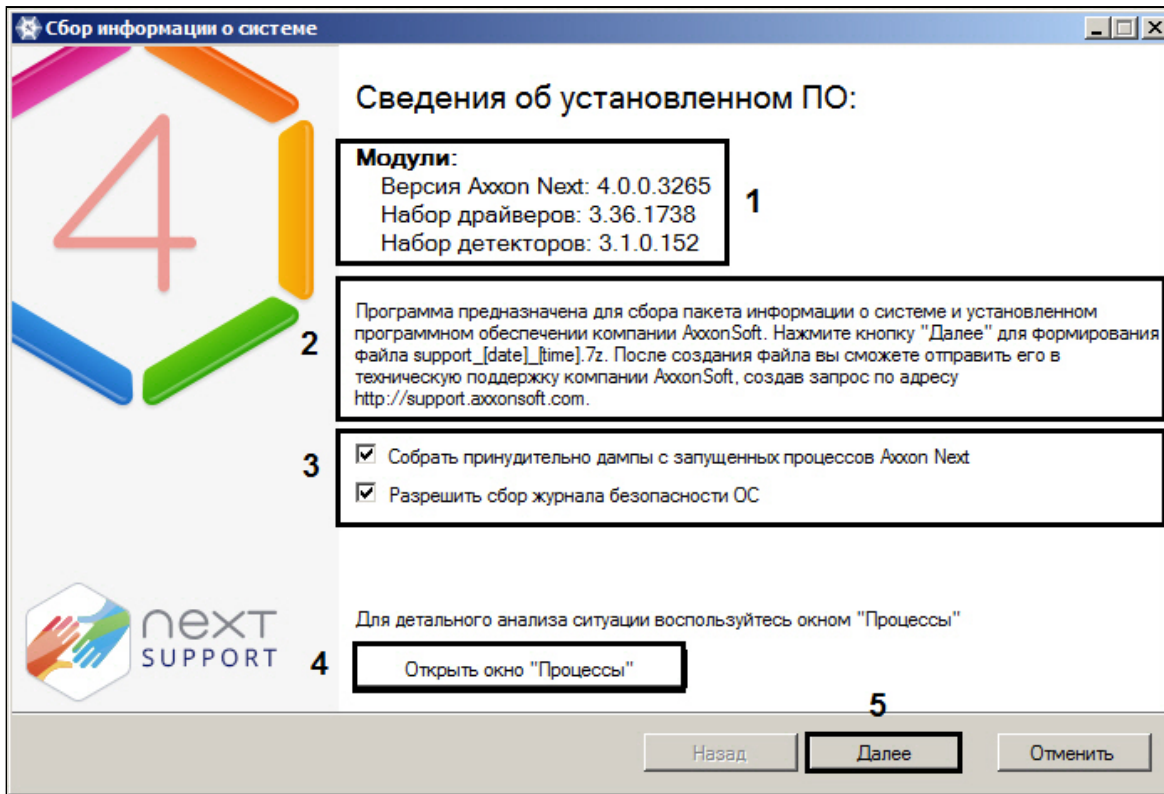 Сбор информации о системе
4
Сведения об установленном ПО:
Модули:
Версия Axxon Next: 4.0.0.3265
Набор драйверов: 3.36.1738
Набор детекторов: 3.1.0.152
1
2
Программа предназначена для сбора пакета информации о системе и установленном
программном обеспечении компании AxxonSoft. Нажмите кнопку "Далее" для формирования
файла support_[date]_[time].7z. После создания файла вы сможете отправить его в
техническую поддержку компании AxxonSoft, создав запрос по адресу
http://support.axxonsoft.com.
3
Собрать принудительно дампы с запущенных процессов Axxon Next
Разрешить сбор журнала безопасности ОС
next
SUPPORT
Для детального анализа ситуации воспользуйтесь окном "Процессы"
4
Открыть окно "Процессы"
5
Назад
Далее
Отменить